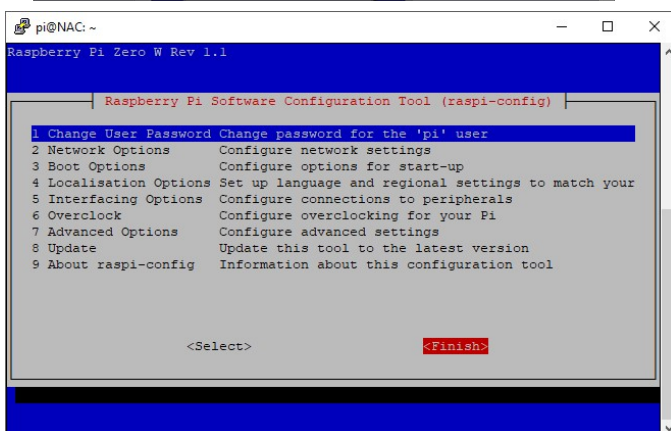 pi@NAC: ~
Raspberry Pi Zero W Rev 1.1
Raspberry Pi Software Configuration Tool (raspi-config)
1 Change User Password Change password for the 'pi' user
2 Network Options Configure network settings
3 Boot Options Configure options for start-up
4 Localisation Options Set up language and regional settings to match your
5 Interfacing Options Configure connections to peripherals
6 Overclock Configure overclocking for your Pi
7 Advanced Options Configure advanced settings
8 Update Update this tool to the latest version
9 About raspi-config Information about this configuration tool
<Select> <Finish>